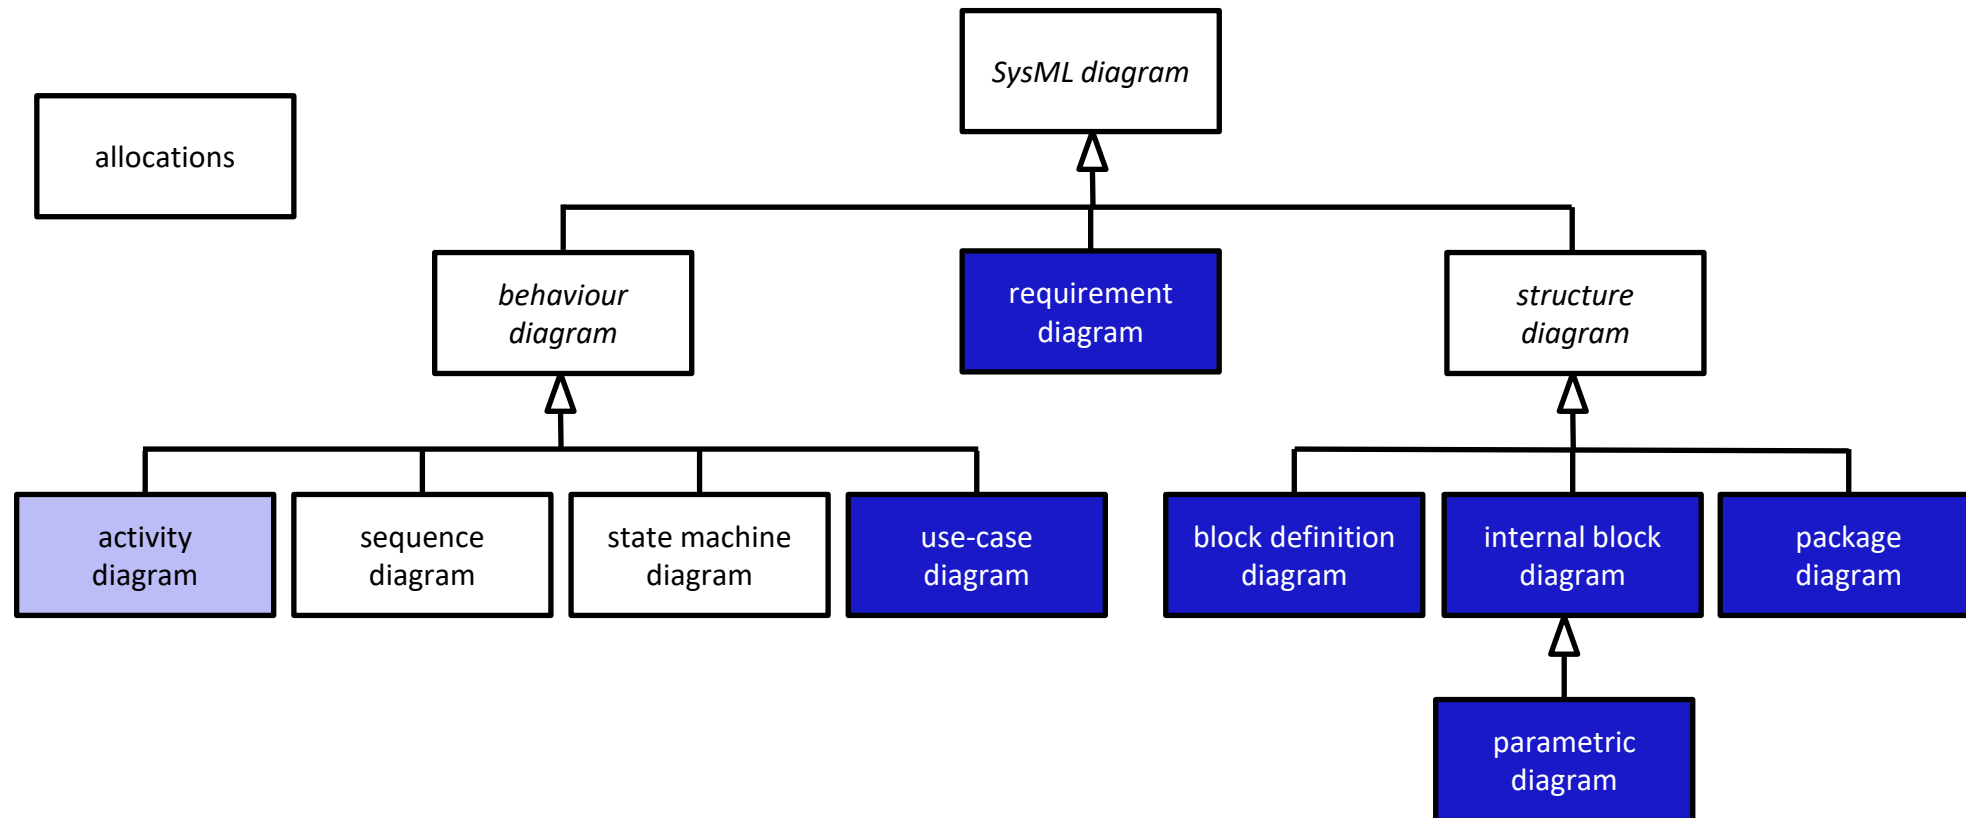 SysML diagram
allocations
behaviour
diagram
requirement
diagram
structure
diagram
activity
diagram
sequence
diagram
state machine
diagram
use-case
diagram
block definition
diagram
internal block
diagram
package
diagram
parametric
diagram